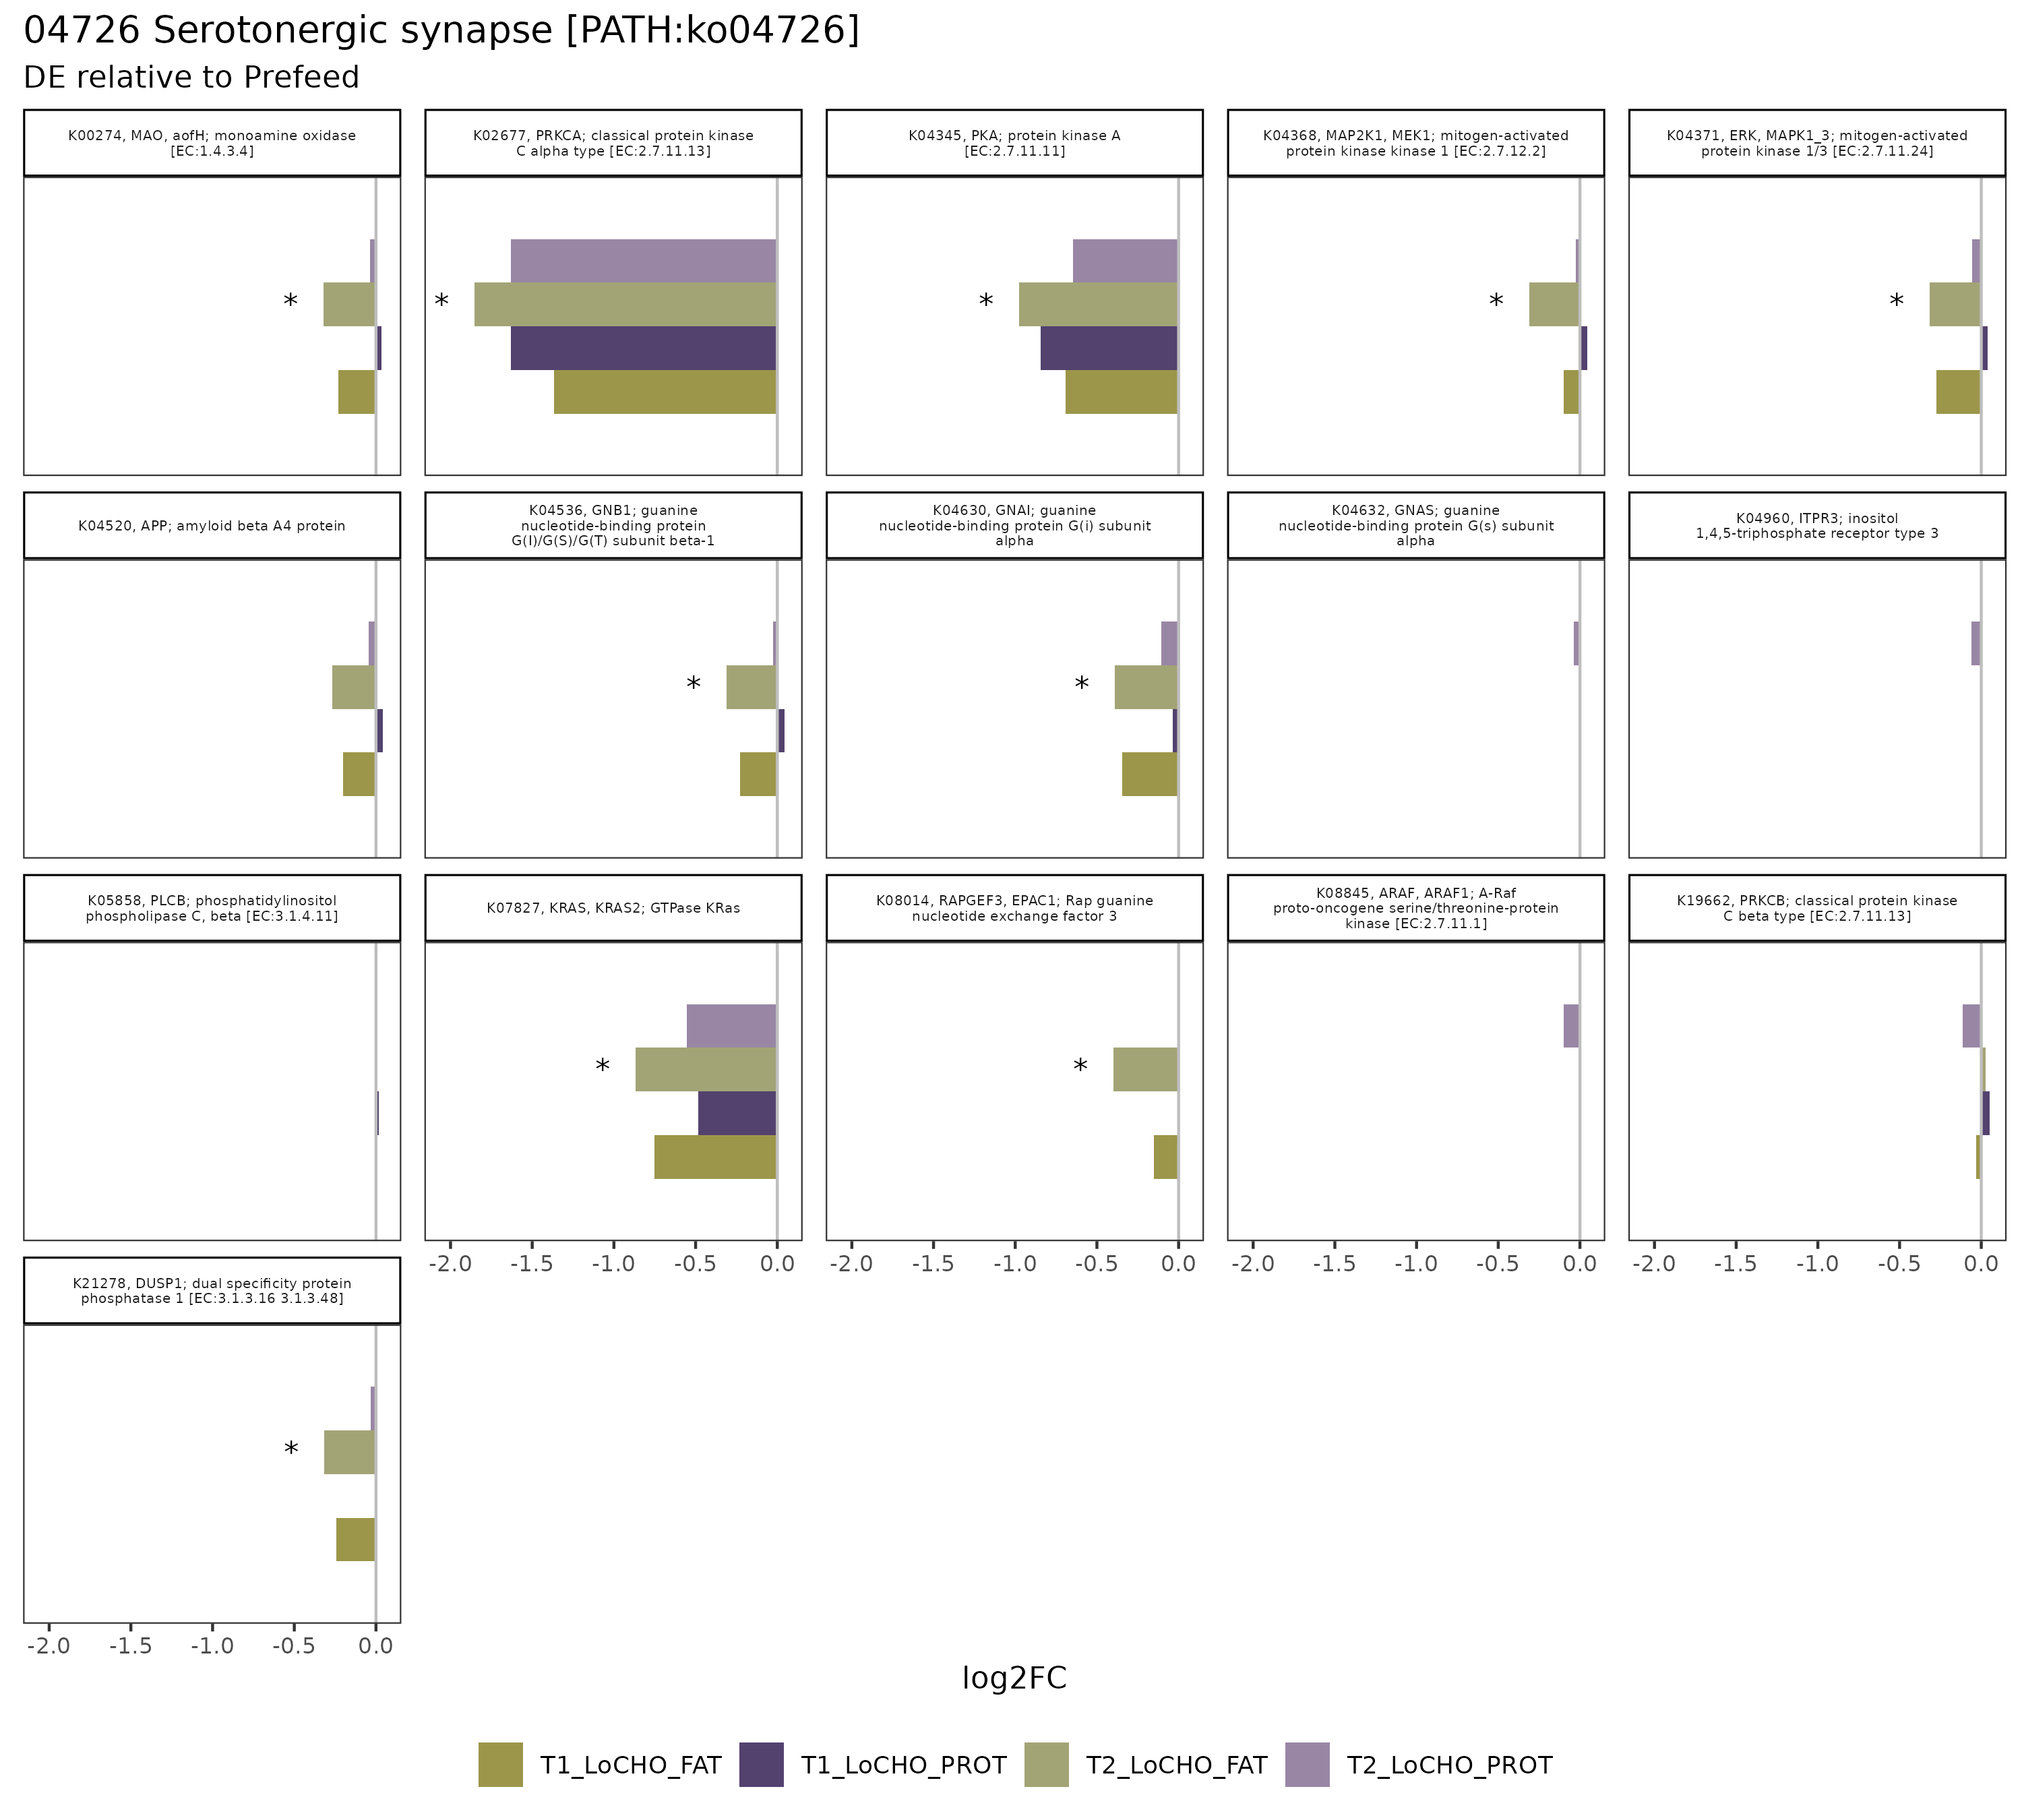 04726 Serotonergic synapse [PATH:ko04726]
DE relative to Prefeed
K00274, MAO, aofH; monoamine oxidase
[EC:1.4.3.4]
K02677, PRKCA; classical protein kinase
C alpha type [EC:2.7.11.13]
K04345, PKA; protein kinase A
[EC:2.7.11.11]
K04368, MAP2K1, MEK1; mitogen-activated
protein kinase kinase 1 [EC:2.7.12.2]
K04371, ERK, MAPK1_3; mitogen-activated
protein kinase 1/3 [EC:2.7.11.24]
*
*
*
*
*
K04520, APP; amyloid beta A4 protein
K04536, GNB1; guanine
nucleotide-binding protein
G(I)/G(S)/G(T) subunit beta-1
K04630, GNAI; guanine
nucleotide-binding protein G(i) subunit
alpha
K04632, GNAS; guanine
nucleotide-binding protein G(s) subunit
alpha
K04960, ITPR3; inositol
1,4,5-triphosphate receptor type 3
*
*
K05858, PLCB; phosphatidylinositol
phospholipase C, beta [EC:3.1.4.11]
K07827, KRAS, KRAS2; GTPase KRas
K08014, RAPGEF3, EPAC1; Rap guanine
nucleotide exchange factor 3
K08845, ARAF, ARAF1; A-Raf
proto-oncogene serine/threonine-protein
kinase [EC:2.7.11.1]
K19662, PRKCB; classical protein kinase
C beta type [EC:2.7.11.13]
*
*
-2.0 -1.5 -1.0 -0.5 0.0
-2.0 -1.5 -1.0 -0.5 0.0
-2.0 -1.5 -1.0 -0.5 0.0
-2.0 -1.5 -1.0 -0.5 0.0
K21278, DUSP1; dual specificity protein
phosphatase 1 [EC:3.1.3.16 3.1.3.48]
*
-2.0 -1.5 -1.0 -0.5 0.0
log2FC
T1_LoCHO_FAT T1_LoCHO_PROT T2_LoCHO_FAT T2_LoCHO_PROT